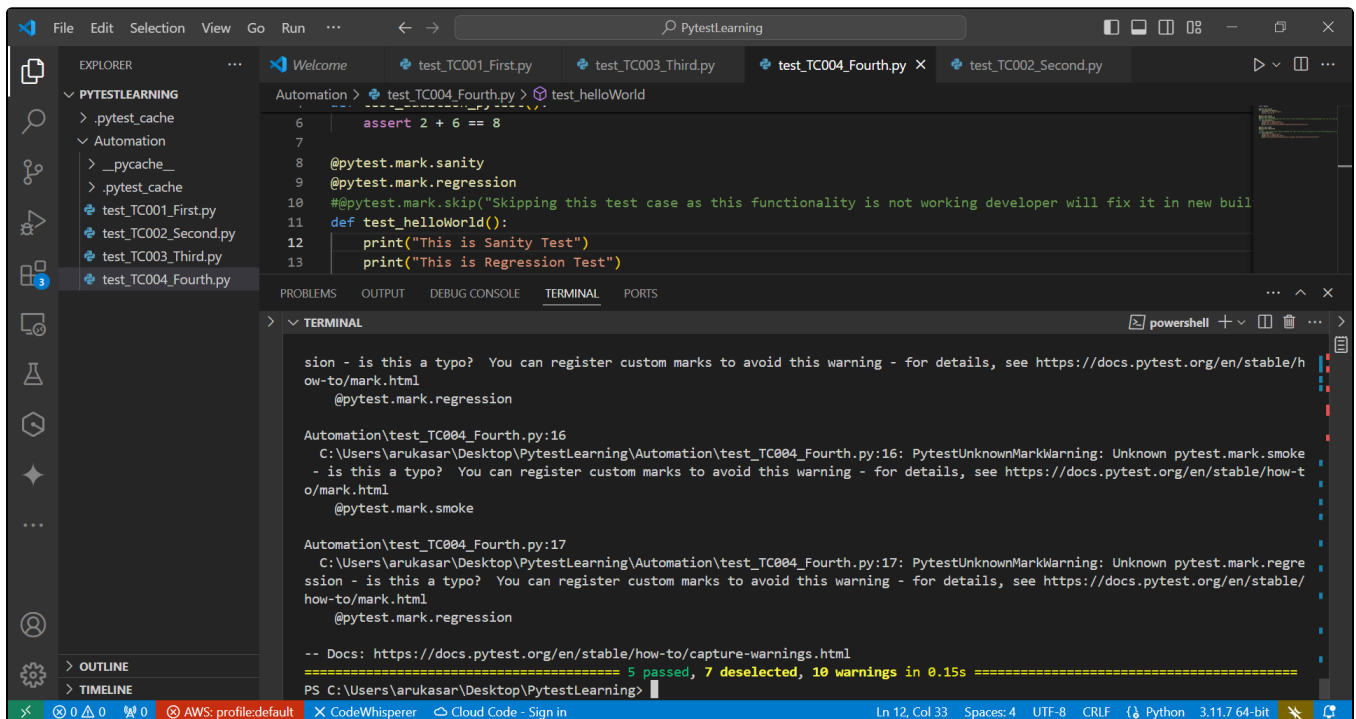 File Edit Selection View Go Run ··· ← → PytestLearning
EXPLORER ···
Welcome test_TC001_First.py test_TC003_Third.py test_TC004_Fourth.py × test_TC002_Second.py
PYTESTLEARNING
> .pytest_cache
Automation
> __pycache__
> .pytest_cache
test_TC001_First.py
test_TC002_Second.py
test_TC003_Third.py
test_TC004_Fourth.py
3
> OUTLINE
> TIMELINE
Automation > test_TC004_Fourth.py > test_helloWorld
6 assert 2 + 6 == 8
7
8 @pytest.mark.sanity
9 @pytest.mark.regression
10 #@pytest.mark.skip("Skipping this test case as this functionality is not working developer will fix it in new buil
11 def test_helloWorld():
12 print("This is Sanity Test")
13 print("This is Regression Test")
PROBLEMS OUTPUT DEBUG CONSOLE TERMINAL PORTS
TERMINAL powershell
sion - is this a typo?  You can register custom marks to avoid this warning - for details, see https://docs.pytest.org/en/stable/h
ow-to/mark.html
@pytest.mark.regression
Automation\test_TC004_Fourth.py:16
C:\Users\arukasar\Desktop\PytestLearning\Automation\test_TC004_Fourth.py:16: PytestUnknownMarkWarning: Unknown pytest.mark.smoke
- is this a typo?  You can register custom marks to avoid this warning - for details, see https://docs.pytest.org/en/stable/how-t
o/mark.html
@pytest.mark.smoke
Automation\test_TC004_Fourth.py:17
C:\Users\arukasar\Desktop\PytestLearning\Automation\test_TC004_Fourth.py:17: PytestUnknownMarkWarning: Unknown pytest.mark.regre
ssion - is this a typo?  You can register custom marks to avoid this warning - for details, see https://docs.pytest.org/en/stable/
how-to/mark.html
@pytest.mark.regression
-- Docs: https://docs.pytest.org/en/stable/how-to/capture-warnings.html
======================================= 5 passed, 7 deselected, 10 warnings in 0.15s ========================================
PS C:\Users\arukasar\Desktop\PytestLearning>
0 0 0 AWS: profile:default CodeWhisperer Cloud Code - Sign in Ln 12, Col 33 Spaces: 4 UTF-8 CRLF Python 3.11.7 64-bit